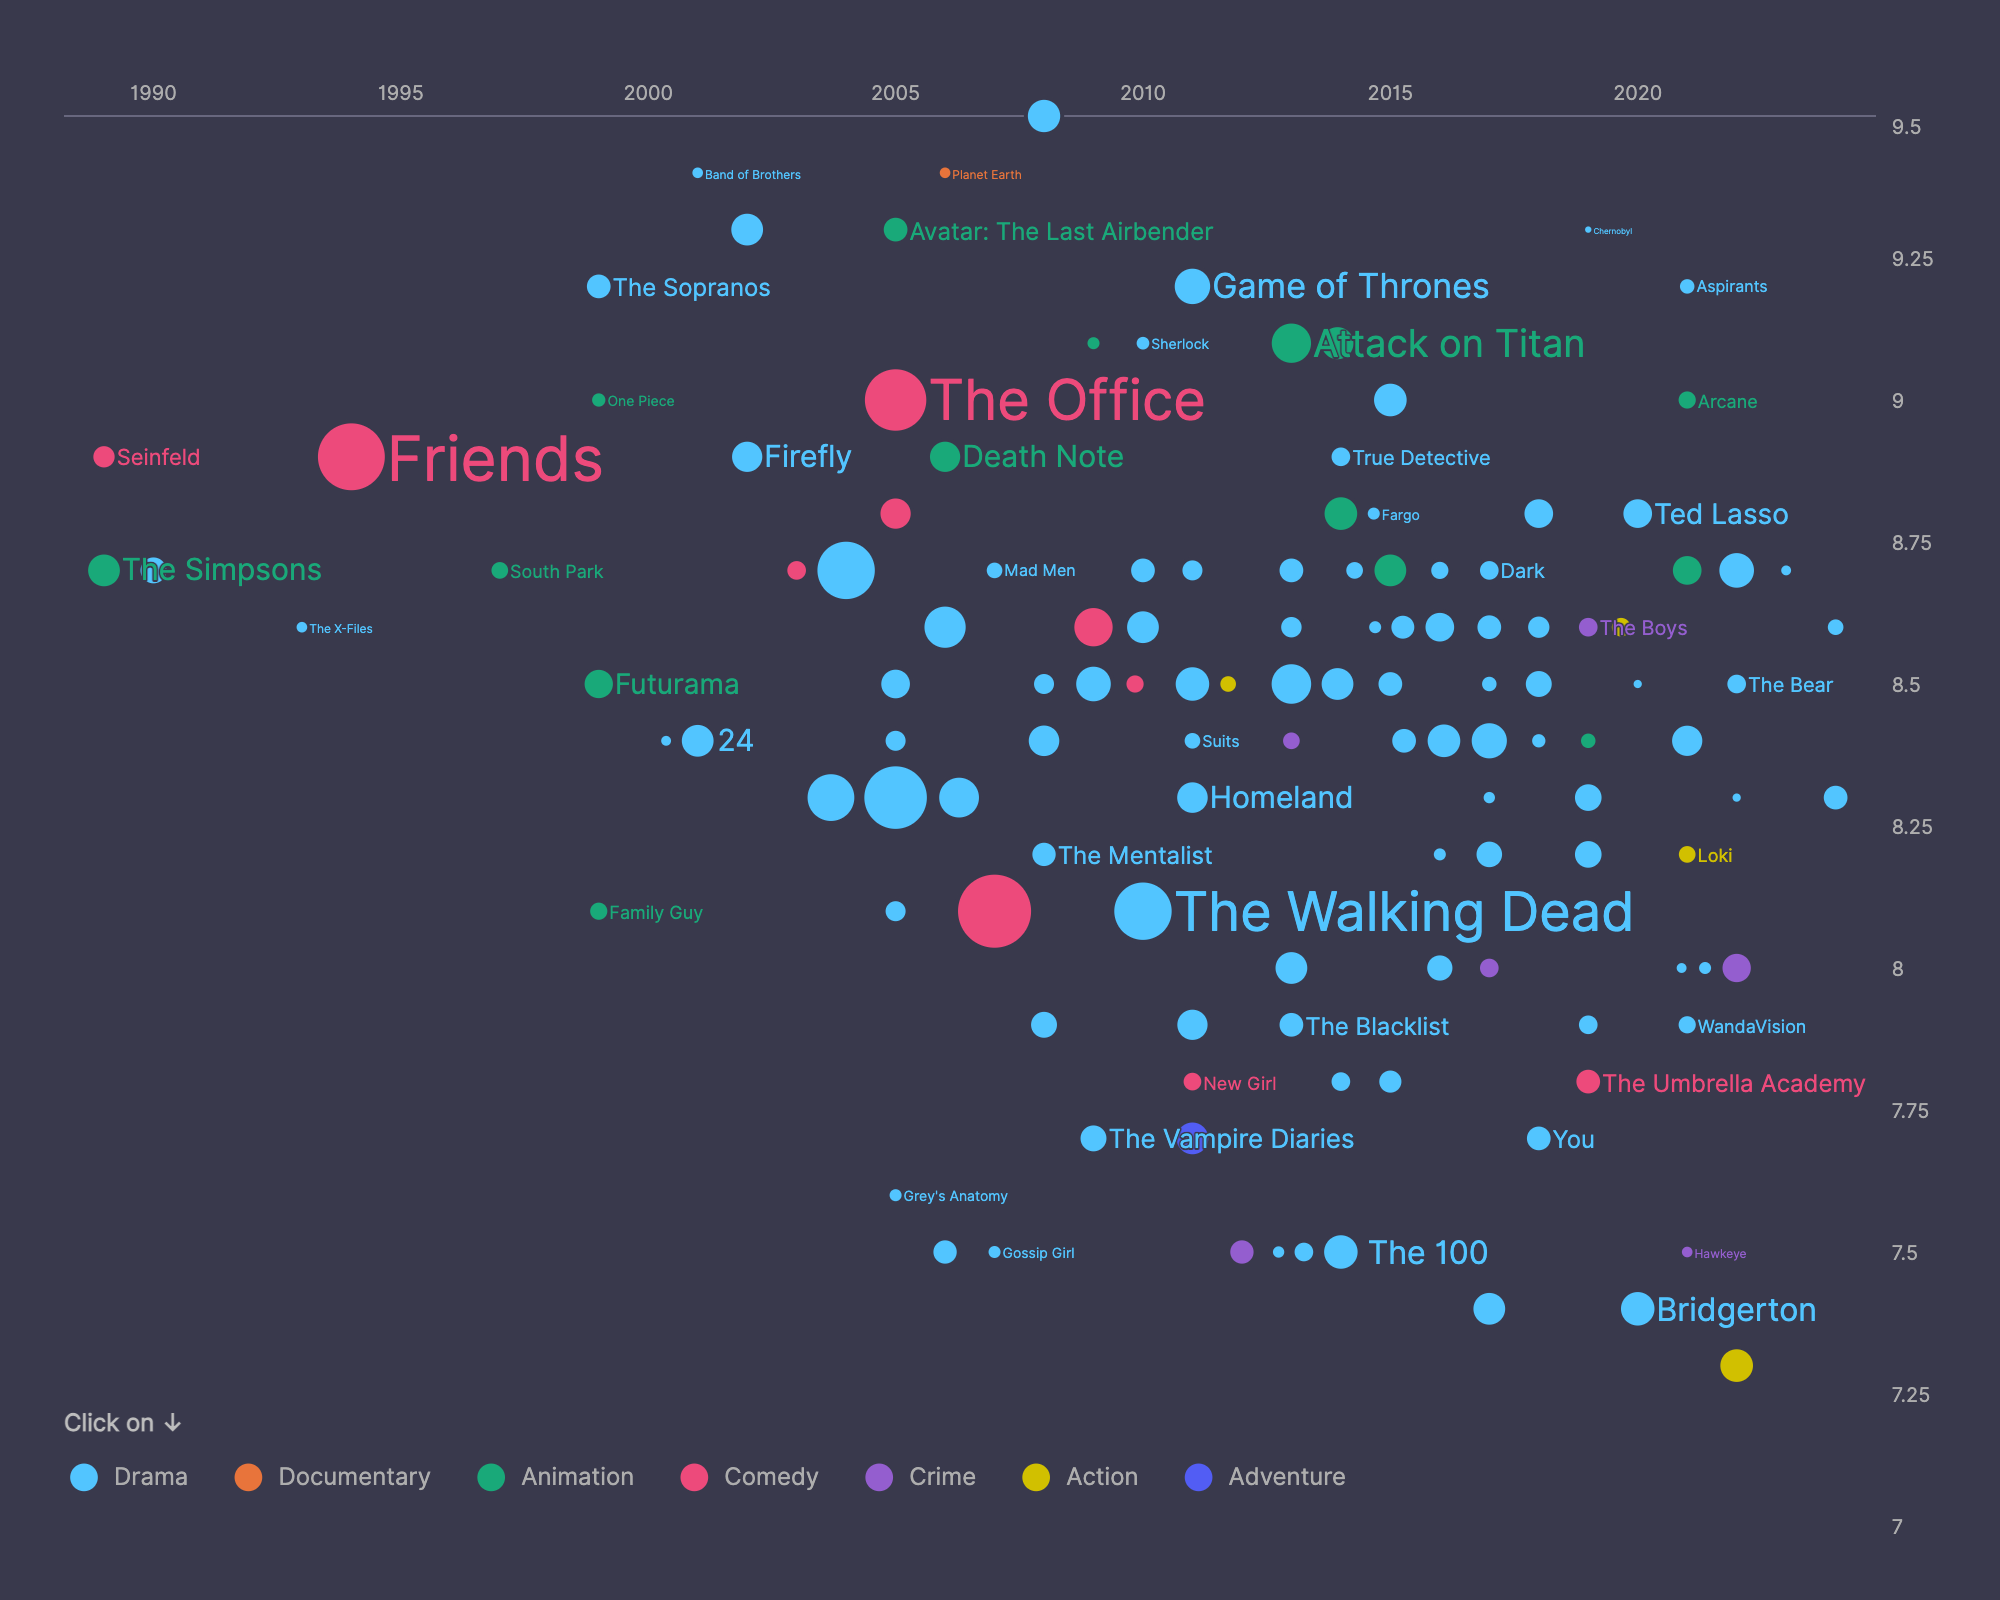 1990 1995 2000 2005 2010 2015 2020
9.5
Band of Brothers Planet Earth
Avatar: The Last Airbender Chernobyl
9.25
The Sopranos Game of Thrones Aspirants
Sherlock Attack on Titan
One Piece The Office Arcane 9
Seinfeld Friends Firefly Death Note True Detective
Fargo Ted Lasso
8.75
The Simpsons South Park Mad Men Dark
The X-Files The Boys
Futurama The Bear 8.5
24 Suits
Homeland
8.25
The Mentalist Loki
Family Guy The Walking Dead
8
The Blacklist WandaVision
New Girl The Umbrella Academy
7.75
The Vampire Diaries You
Grey's Anatomy
Gossip Girl The 100 Hawkeye 7.5
Bridgerton
7.25
Click on ↓
Drama Documentary Animation Comedy Crime Action Adventure
7